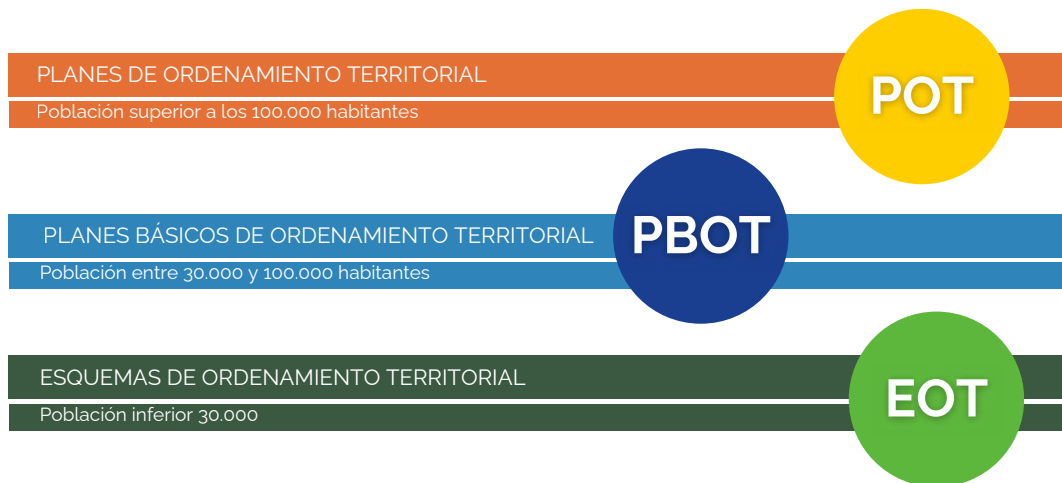 PLANES DE ORDENAMIENTO TERRITORIAL
Población superior a los 100.000 habitantes
POT
PLANES BÁSICOS DE ORDENAMIENTO TERRITORIAL
Población entre 30.000 y 100.000 habitantes
PBOT
ESQUEMAS DE ORDENAMIENTO TERRITORIAL
Población inferior 30.000
EOT